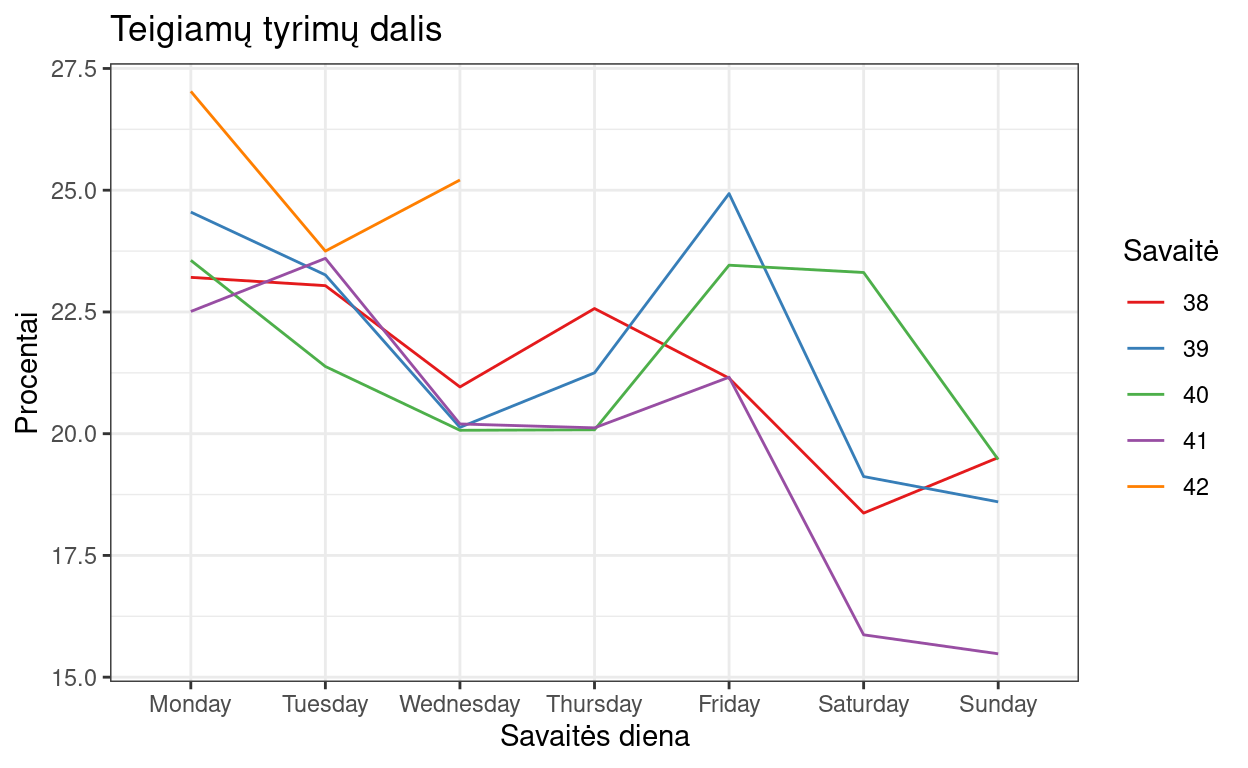 Teigiamų tyrimų dalis
Procentai
27.5
25.0
22.5
20.0
17.5
15.0
Monday Tuesday Wednesday Thursday Friday Saturday Sunday
Savaitės diena
Savaitė
38
39
40
41
42